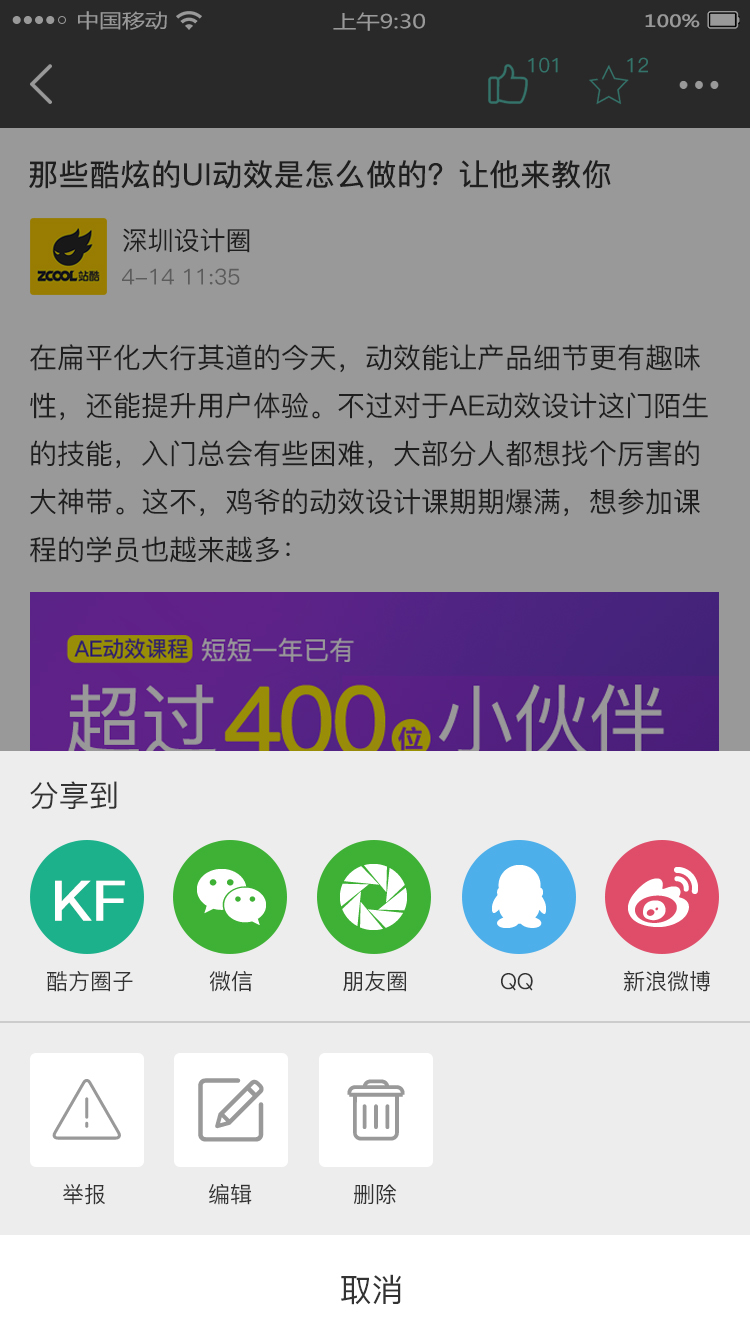 中国移动 上午9:30 100%
101 12
那些酷炫的UI动效是怎么做的？让他来教你
ZCOOL站酷
深圳设计圈
4-14 11:35
在扁平化大行其道的今天，动效能让产品细节更有趣味
性，还能提升用户体验。不过对于AE动效设计这门陌生
的技能，入门总会有些困难，大部分人都想找个厉害的
大神带。这不，鸡爷的动效设计课期期爆满，想参加课
程的学员也越来越多：
AE动效课程 短短一年已有
超过400位小伙伴
分享到
KF
酷方圈子 微信 朋友圈 QQ 新浪微博
举报 编辑 删除
取消